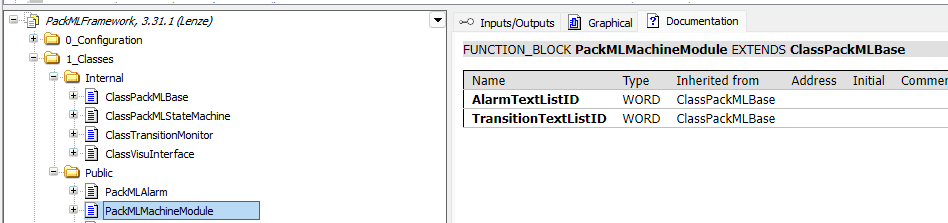 PackMLFramework, 3.31.1 (Lenze)
0_Configuration
1_Classes
Internal
ClassPackMLBase
ClassPackMLStateMachine
ClassTransitionMonitor
ClassVisuInterface
Public
PackMLAlarm
PackMLMachineModule
Inputs/Outputs Graphical Documentation
FUNCTION_BLOCK PackMLMachineModule EXTENDS ClassPackMLBase
Name Type Inherited from Address Initial Commen
AlarmTextListID WORD ClassPackMLBase
TransitionTextListID WORD ClassPackMLBase